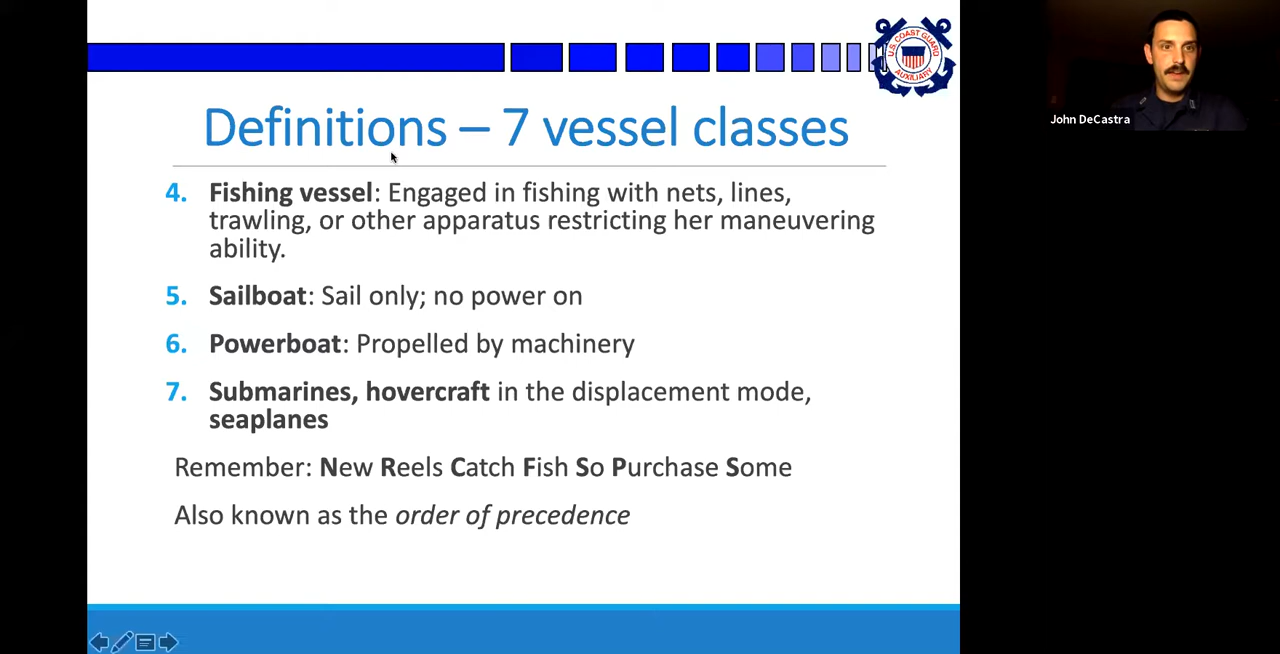 U.S. COAST GUARD
AUXILIARY
John DeCastra
Definitions – 7 vessel classes
4. Fishing vessel: Engaged in fishing with nets, lines,
trawling, or other apparatus restricting her maneuvering
ability.
5. Sailboat: Sail only; no power on
6. Powerboat: Propelled by machinery
7. Submarines, hovercraft in the displacement mode,
seaplanes
Remember: New Reels Catch Fish So Purchase Some
Also known as the order of precedence